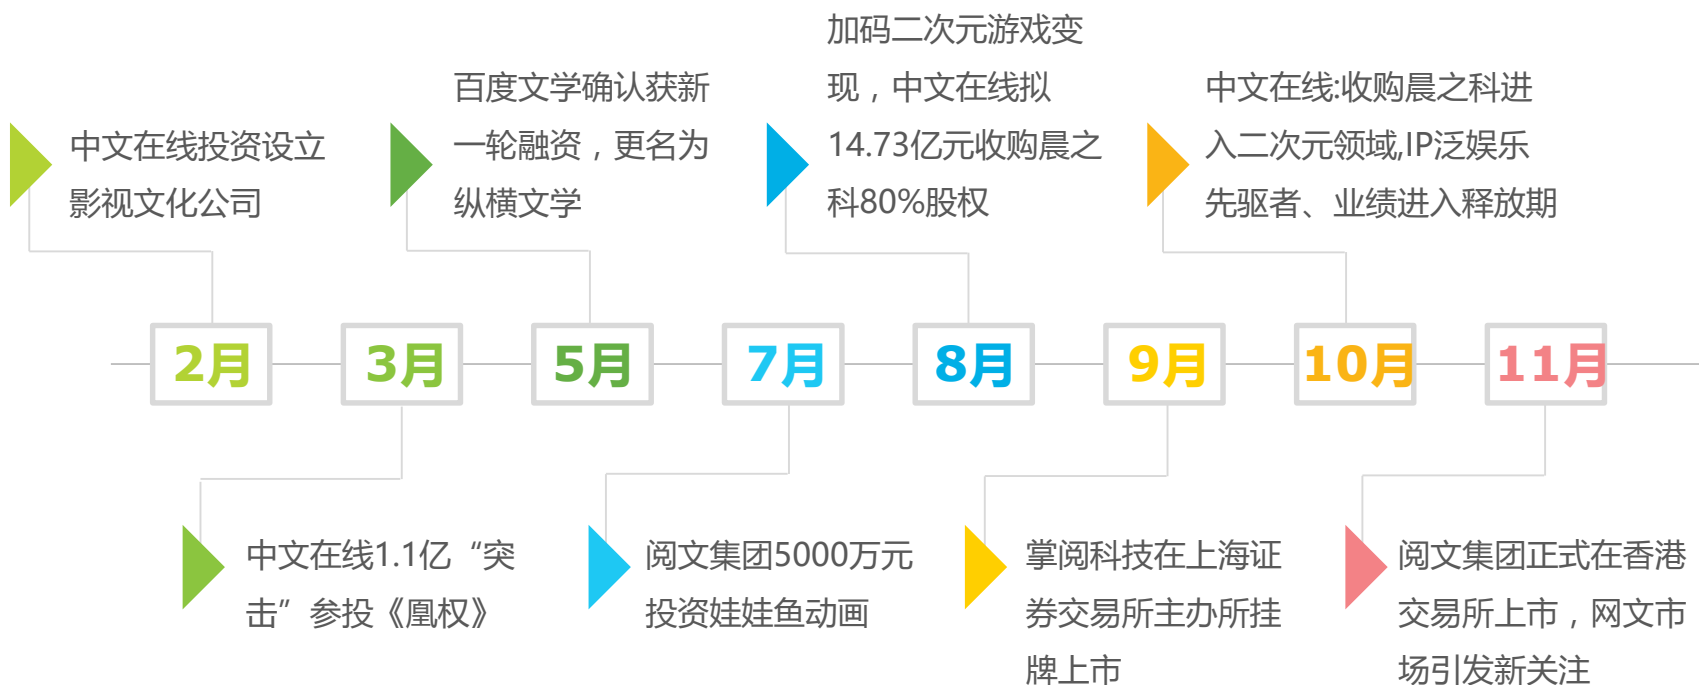 中文在线投资设立
影视文化公司
百度文学确认获新
一轮融资，更名为
纵横文学
加码二次元游戏变
现，中文在线拟
14.73亿元收购晨之
科80%股权
中文在线:收购晨之科进
入二次元领域,IP泛娱乐
先驱者、业绩进入释放期
2月
3月
5月
7月
8月
9月
10月
11月
中文在线1.1亿“突
击”参投《凰权》
阅文集团5000万元
投资娃娃鱼动画
掌阅科技在上海证
券交易所主办所挂
牌上市
阅文集团正式在香港
交易所上市，网文市
场引发新关注